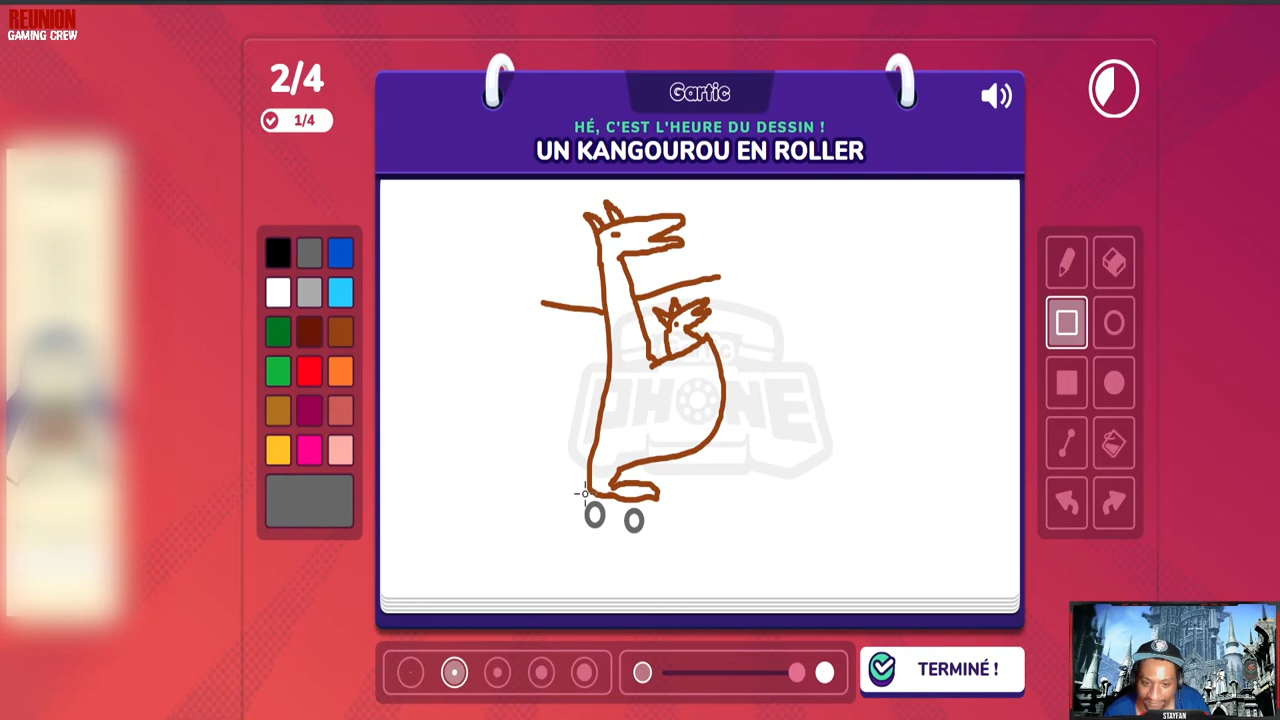 REUNION
GAMING CREW
2/4
1/4
Gartic
HÉ, C'EST L'HEURE DU DESSIN !
UN KANGOUROU EN ROLLER
PHONE
TERMINÉ !
STAYFAN